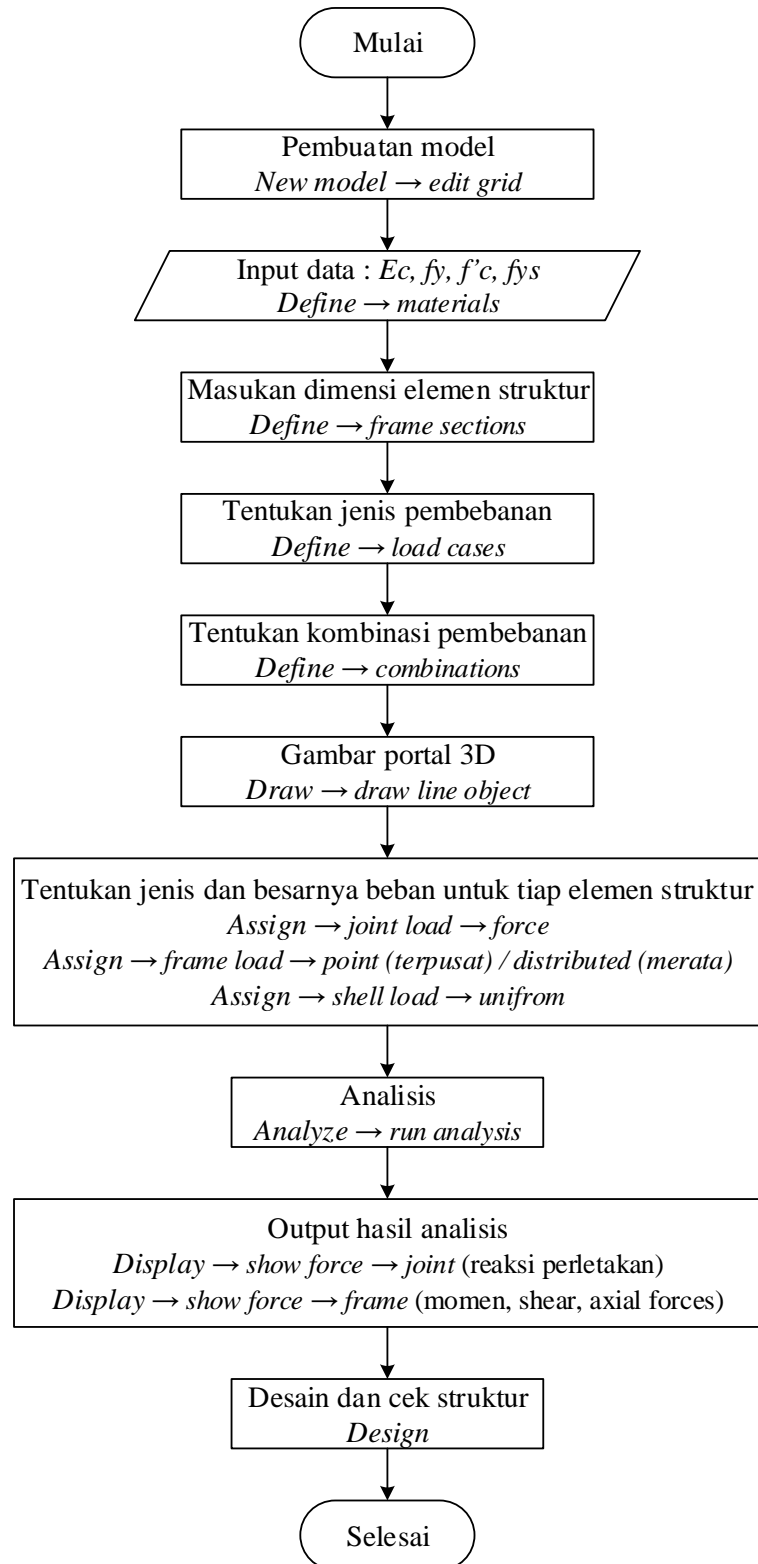 Mulai
Pembuatan model
New model → edit grid
Input data : Ec, fy, f’c, fys
Define → materials
Masukan dimensi elemen struktur
Define → frame sections
Tentukan jenis pembebanan
Define → load cases
Tentukan kombinasi pembebanan
Define → combinations
Gambar portal 3D
Draw → draw line object
Tentukan jenis dan besarnya beban untuk tiap elemen struktur
Assign → joint load → force
Assign → frame load → point (terpusat) / distributed (merata)
Assign → shell load → unifrom
Analisis
Analyze → run analysis
Output hasil analisis
Display → show force → joint (reaksi perletakan)
Display → show force → frame (momen, shear, axial forces)
Desain dan cek struktur
Design
Selesai